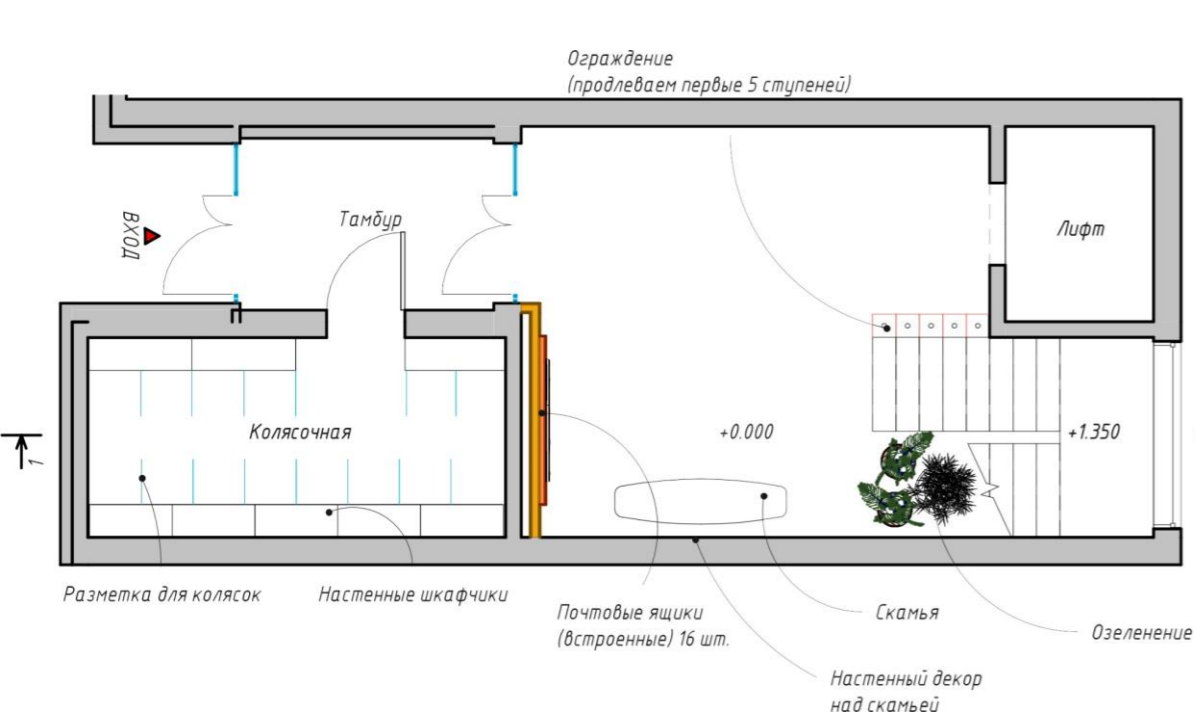 Ограждение
(продлеваем первые 5 ступеней)
Тамбур
ВХОД
Лифт
Колясочная
+0.000
+1.350
1
Разметка для колясок
Настенные шкафчики
Почтовые ящики
(встроенные) 16 шт.
Скамья
Озеленение
Настенный декор
над скамьей